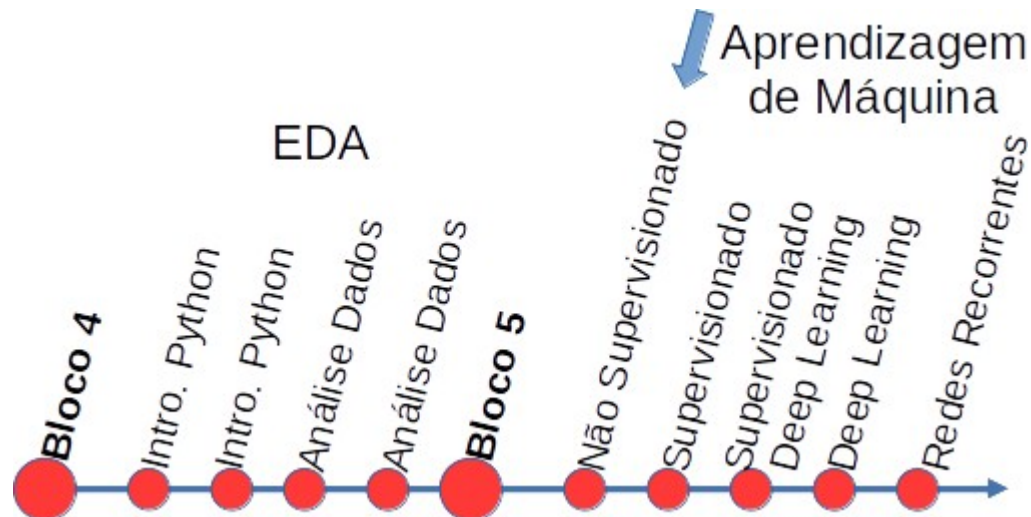 Aprendizagem
de Máquina
EDA
Bloco 4
Intro. Python
Intro. Python
Análise Dados
Análise Dados
Bloco 5
Não Supervisionado
Supervisionado
Supervisionado
Deep Learning
Deep Learning
Redes Recorrentes